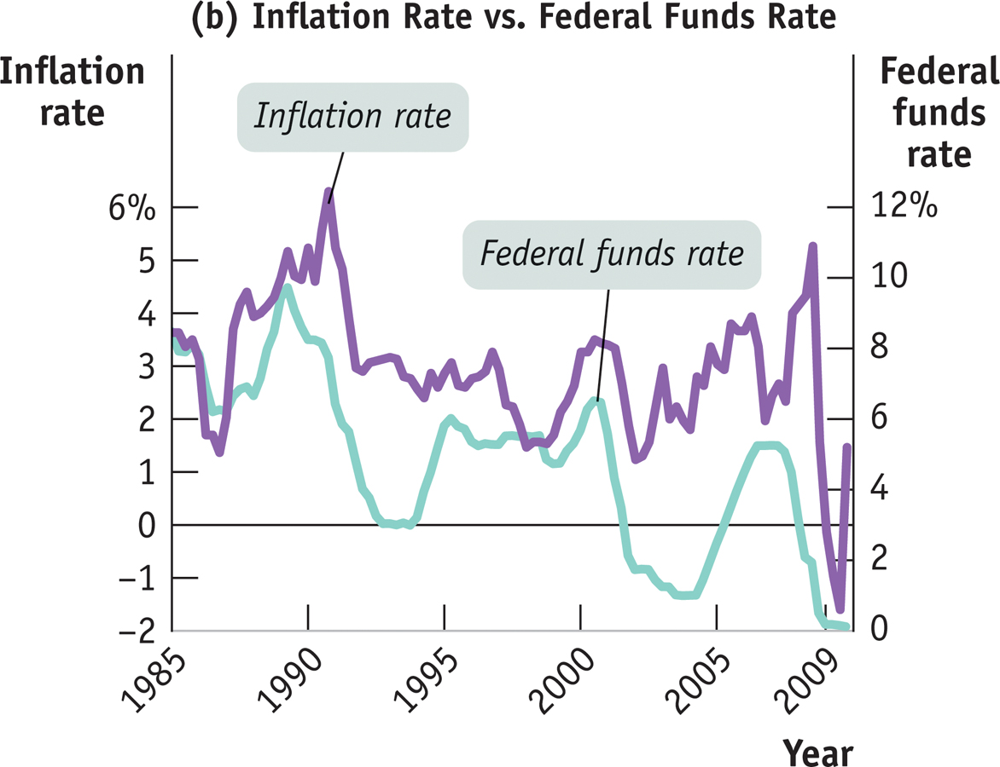 (b) Inflation Rate vs. Federal Funds Rate
Inflation
rate
Federal
funds
rate
Inflation rate
Federal funds rate
6%
5
4
3
2
1
0
−1
−2
12%
10
8
6
4
2
0
1985
1990
1995
2000
2005
2009
Year